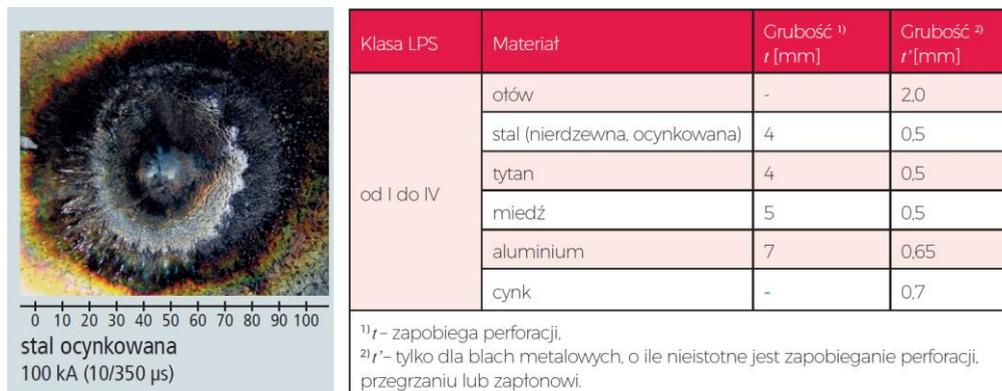 0 10 20 30 40 50 60 70 80 90 100
stal ocynkowana
100 kA (10/350 µs)
Klasa LPS Materiał Grubość ¹⁾ t [mm] Grubość ²⁾ t’ [mm]
od I do IV
ołów - 2,0
stal (nierdzewna, ocynkowana) 4 0,5
tytan 4 0,5
miedź 5 0,5
aluminium 7 0,65
cynk - 0,7
¹⁾ t – zapobiega perforacji,
²⁾ t’ – tylko dla blach metalowych, o ile nieistotne jest zapobieganie perforacji,
przegrzaniu lub zapłonowi.